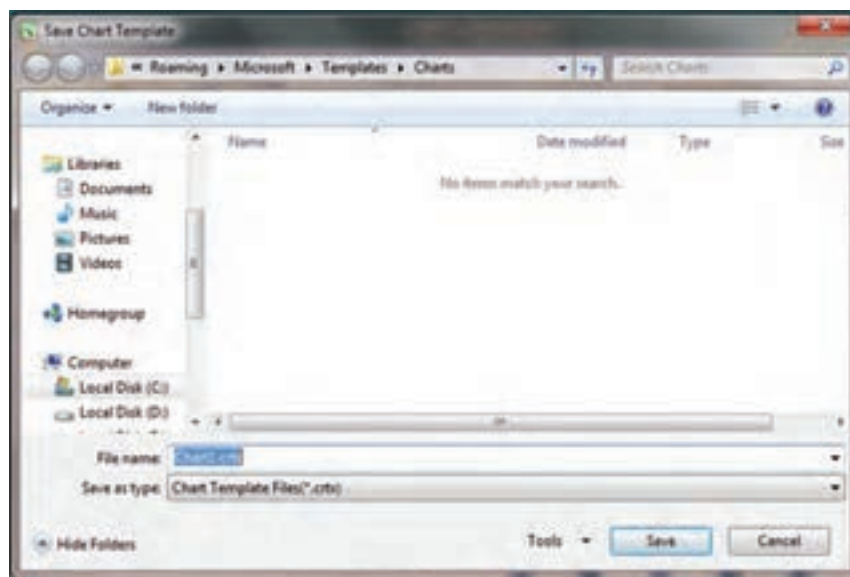 Save Chart Template
« Roaming ▸ Microsoft ▸ Templates ▸ Charts Search Charts
Organize New folder
Name Date modified Type Size
No items match your search.
Libraries
Documents
Music
Pictures
Videos
Homegroup
Computer
Local Disk (C:)
Local Disk (D:)
File name:
Save as type: Chart Template Files(*.crtx)
Hide Folders Tools Save Cancel